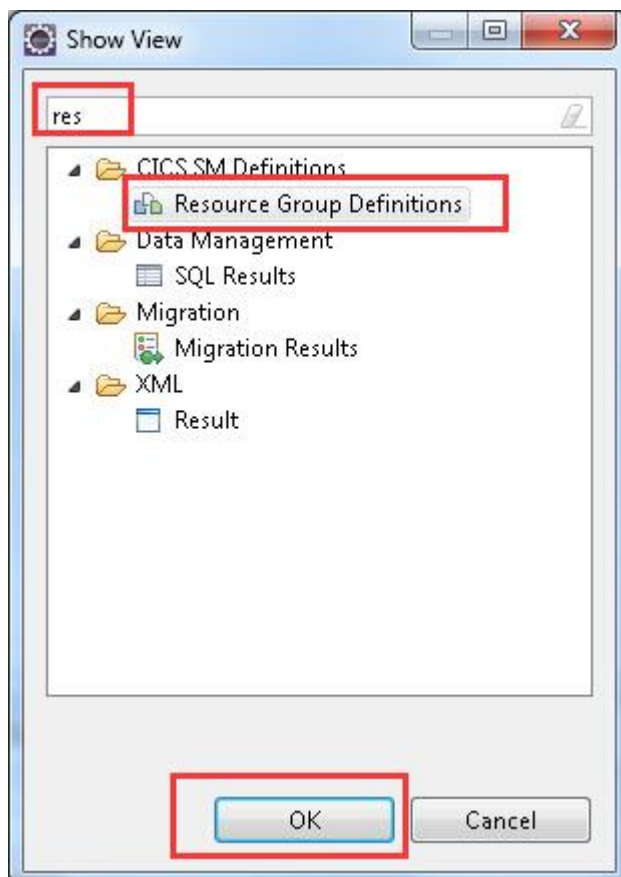 Show View
res
CICS SM Definitions
Resource Group Definitions
Data Management
SQL Results
Migration
Migration Results
XML
Result
OK
Cancel